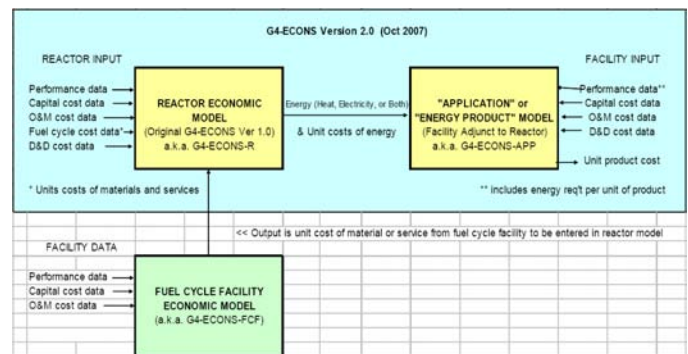 G4-ECONS Version 2.0 (Oct 2007)
REACTOR INPUT
Performance data
Capital cost data
O&M cost data
Fuel cycle cost data*
D&D cost data
REACTOR ECONOMIC
MODEL
(Original G4-ECONS Ver 1.0)
a.k.a. G4-ECONS-R
Energy (Heat, Electricity, or Both)
& Unit costs of energy
"APPLICATION" or
"ENERGY PRODUCT" MODEL
(Facility Adjunct to Reactor)
a.k.a. G4-ECONS-APP
FACILITY INPUT
Performance data**
Capital cost data
O&M cost data
D&D cost data
Unit product cost
* Units costs of materials and services
** includes energy req't per unit of product
<< Output is unit cost of material or service from fuel cycle facility to be entered in reactor model
FACILITY DATA
Performance data
Capital cost data
O&M cost data
FUEL CYCLE FACILITY
ECONOMIC MODEL
(a.k.a. G4-ECONS-FCF)